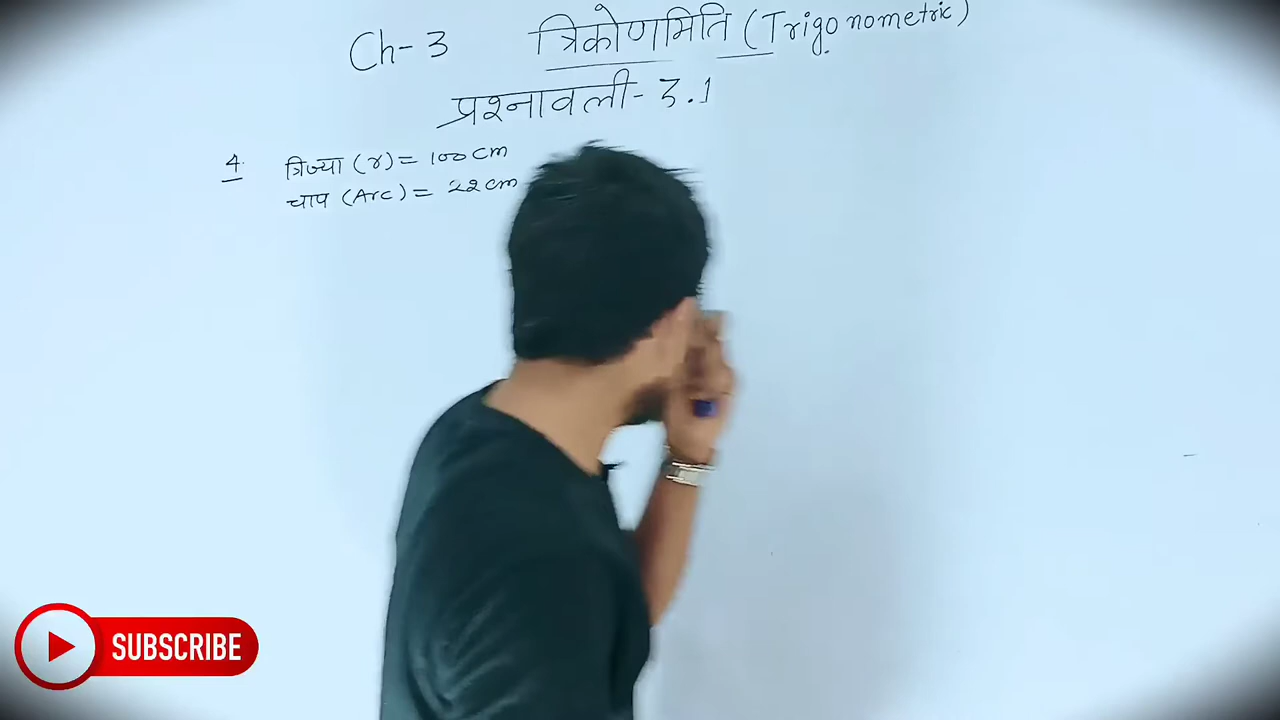 Ch- 3 त्रिकोणमिति (Trigonometric)
प्रश्नावली - 3.1
4. त्रिज्या (r) = 100 cm
चाप (Arc) = 22 cm
SUBSCRIBE